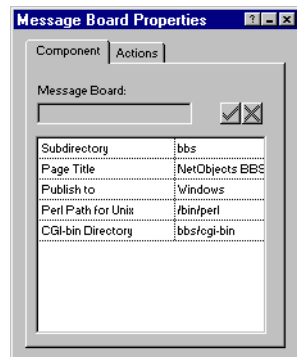 Message Board Properties
Component Actions
Message Board:
Subdirectory bbs
Page Title NetObjects BBS
Publish to Windows
Perl Path for Unix /bin/perl
CGI-bin Directory bbs/cgi-bin